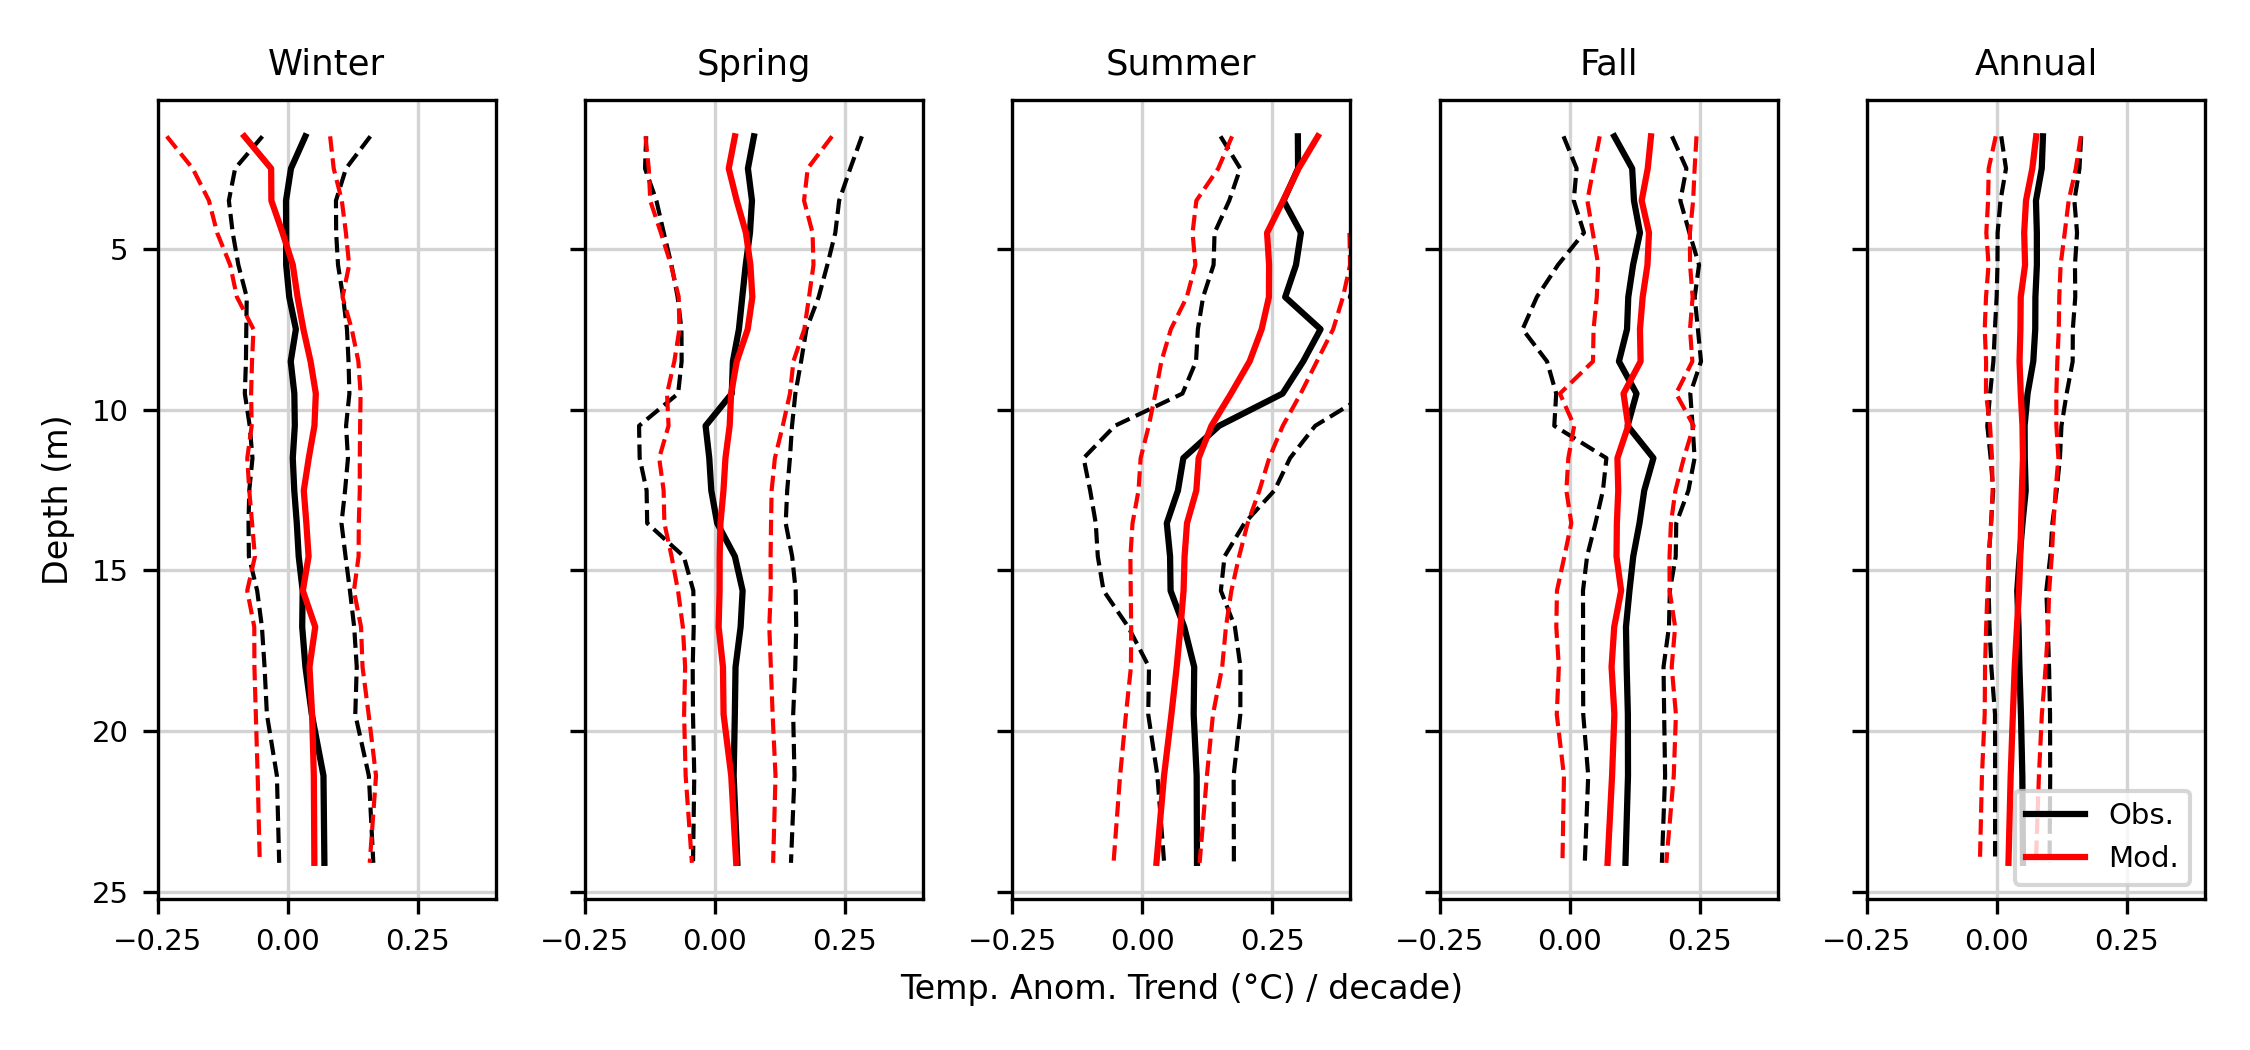 Winter Spring Summer Fall Annual
Depth (m)
5
10
15
20
25
Obs.
Mod.
−0.25 0.00 0.25 −0.25 0.00 0.25 −0.25 0.00 0.25 −0.25 0.00 0.25 −0.25 0.00 0.25
Temp. Anom. Trend (°C) / decade)